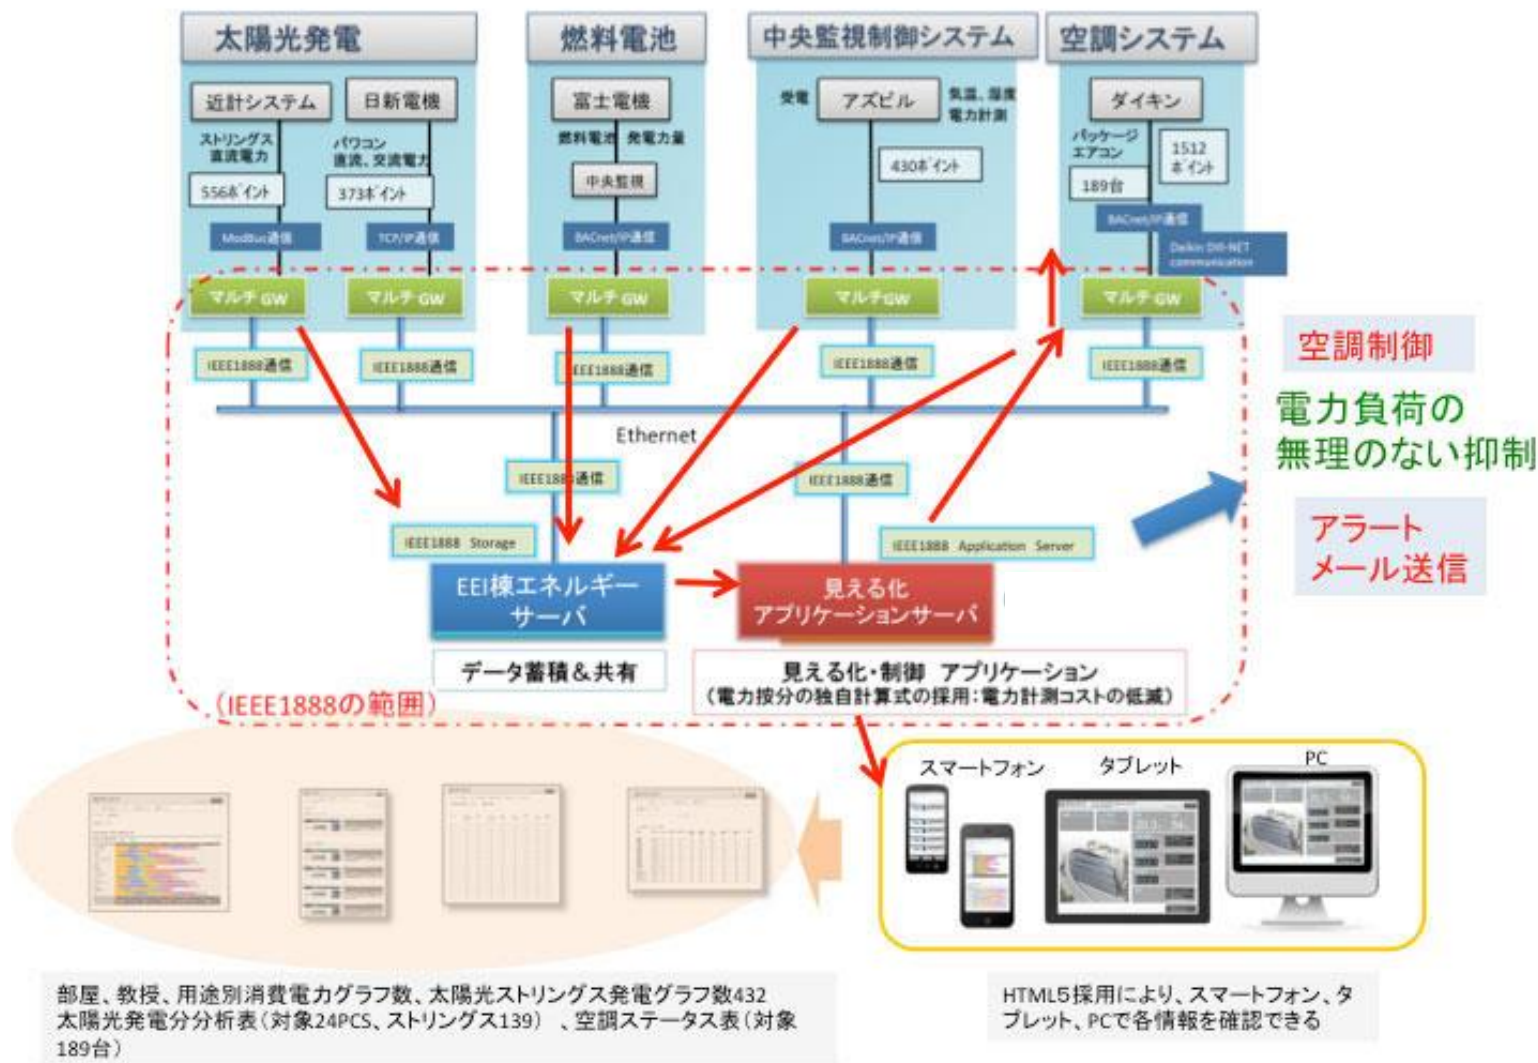 太陽光発電
燃料電池
中央監視制御システム
空調システム
近計システム
日新電機
富士電機
受電
アズビル
気温、湿度
電力計測
ダイキン
ストリングス
直流電力
パワコン
直流、交流電力
燃料電池 発電力量
パッケージ
エアコン
1512
ポイント
556ポイント
373ポイント
中央監視
430ポイント
189台
ModBus通信
TCP/IP通信
BACnet/IP通信
BACnet/IP通信
BACnet/IP通信
Daikin DIII-NET
communication
マルチGW
マルチGW
マルチGW
マルチGW
マルチGW
IEEE1888通信
IEEE1888通信
IEEE1888通信
IEEE1888通信
IEEE1888通信
空調制御
電力負荷の
無理のない抑制
アラート
メール送信
Ethernet
IEEE1888通信
IEEE1888通信
IEEE1888 Storage
IEEE1888 Application Server
EEI棟エネルギー
サーバ
見える化
アプリケーションサーバ
データ蓄積&共有
見える化・制御 アプリケーション
(電力按分の独自計算式の採用:電力計測コストの低減)
(IEEE1888の範囲)
スマートフォン
タブレット
PC
部屋、教授、用途別消費電力グラフ数、太陽光ストリングス発電グラフ数432
太陽光発電分分析表(対象24PCS、ストリングス139) 、空調ステータス表(対象
189台)
HTML5採用により、スマートフォン、タ
ブレット、PCで各情報を確認できる